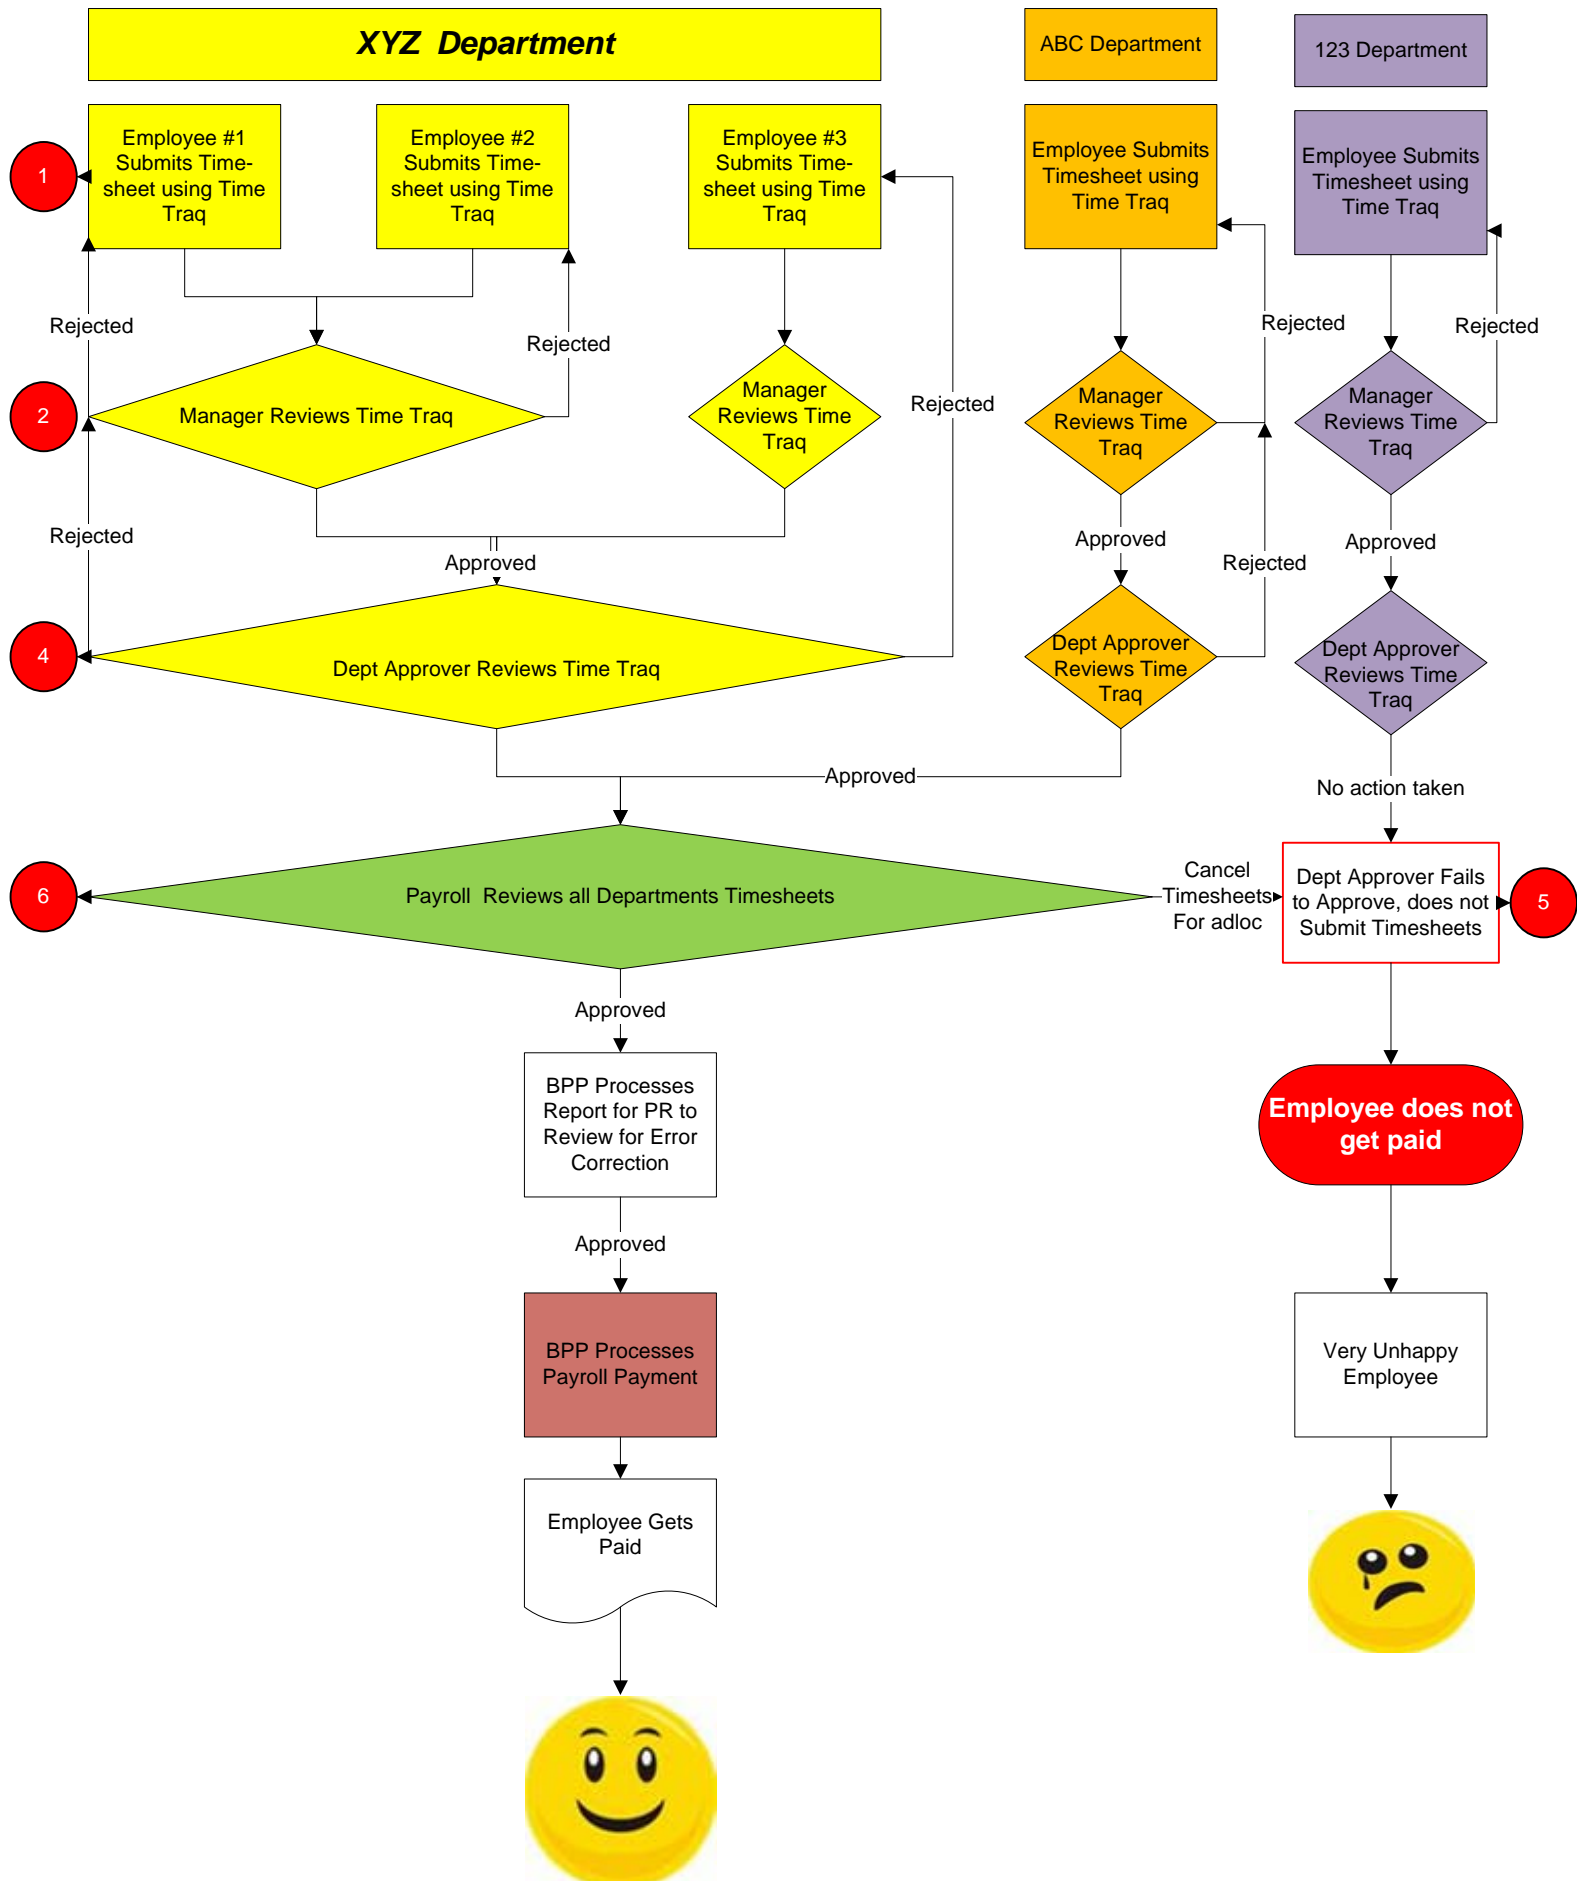 XYZ  Department
ABC Department
123 Department
1
Employee #1
Submits Time-
sheet using Time
Traq
Employee #2
Submits Time-
sheet using Time
Traq
Employee #3
Submits Time-
sheet using Time
Traq
Employee Submits
Timesheet using
Time Traq
Employee Submits
Timesheet using
Time Traq
Rejected
Rejected
Rejected
Rejected
2
Manager Reviews Time Traq
Manager
Reviews Time
Traq
Rejected
Manager
Reviews Time
Traq
Manager
Reviews Time
Traq
Rejected
Approved
Approved
Rejected
Approved
4
Dept Approver Reviews Time Traq
Dept Approver
Reviews Time
Traq
Dept Approver
Reviews Time
Traq
Approved
No action taken
6
Payroll  Reviews all Departments Timesheets
Cancel
Timesheets
For adloc
Dept Approver Fails
to Approve, does not
Submit Timesheets
5
Approved
BPP Processes
Report for PR to
Review for Error
Correction
Employee does not
get paid
Approved
BPP Processes
Payroll Payment
Very Unhappy
Employee
Employee Gets
Paid